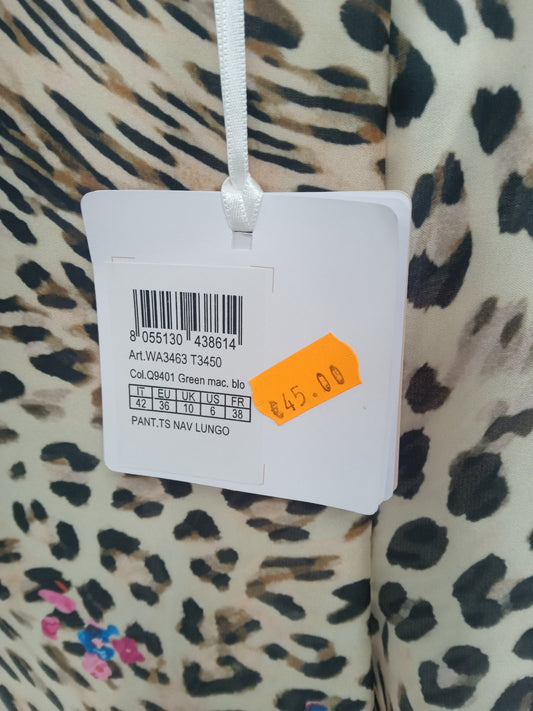 8 055130 438614
Art.WA3463 T3450
Col.Q9401 Green mac. blo
IT EU UK US FR
42 36 10 6 38
PANT.TS NAV LUNGO
€45.00